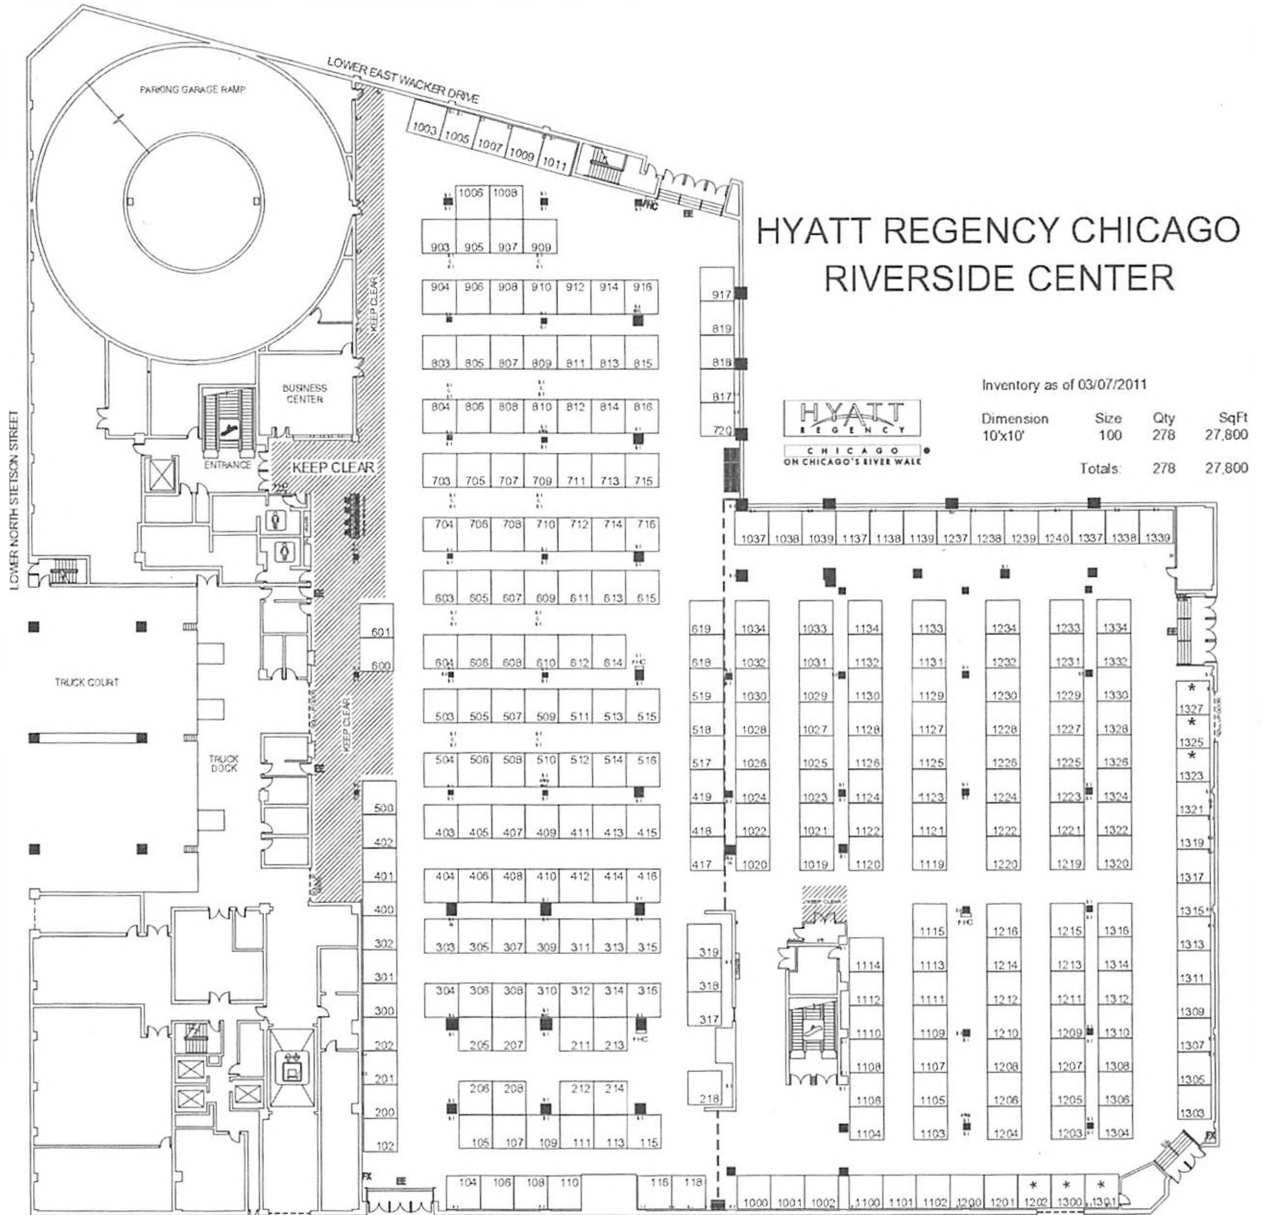 LOWER EAST WACKER DRIVE
PARKING GARAGE RAMP
1003 1005 1007 1009 1011
1006 1008
HYATT REGENCY CHICAGO
RIVERSIDE CENTER
903 905 907 909
KEEP CLEAR
904 906 908 910 912 914 916
917
819
803 805 807 809 811 813 815
818
BUSINESS
CENTER
Inventory as of 03/07/2011
817
804 806 808 810 812 814 816
720
HYATT
REGENCY
CHICAGO
ON CHICAGO'S RIVER WALK
Dimension Size Qty SqFt
10'x10' 100 278 27,800
Totals: 278 27,800
LOWER NORTH STETSON STREET
ENTRANCE
KEEP CLEAR
703 705 707 709 711 713 715
704 706 708 710 712 714 716
1037 1038 1039 1137 1138 1139 1237 1238 1239 1240 1337 1338 1339
603 605 607 609 611 613 615
601
619 1034 1033 1134 1133 1234 1233 1334
EE
600
604 606 608 610 612 614
618 1032 1031 1132 1131 1232 1231 1332
TRUCK COURT
519 1030 1029 1130 1129 1230 1229 1330
1327
KEEP CLEAR
503 505 507 509 511 513 515
518 1028 1027 1128 1127 1228 1227 1328
1325
TRUCK
DOCK
504 506 508 510 512 514 516
517 1026 1025 1126 1125 1226 1225 1326
1323
500
419 1024 1023 1124 1123 1224 1223 1324
1321
403 405 407 409 411 413 415
418 1022 1021 1122 1121 1222 1221 1322
402
1319
417 1020 1019 1120 1119 1220 1219 1320
401
404 406 408 410 412 414 416
1317
KEEP CLEAR
400
1315
302
303 305 307 309 311 313 315
319
1115 1216 1215 1316
1313
301
318
1114 1113 1214 1213 1314
1311
304 306 308 310 312 314 316
1112 1111 1212 1211 1312
300
317
1309
1110 1109 1210 1209 1310
202
205 207 211 213
1307
1108 1107 1208 1207 1308
201
206 208 212 214
218
1305
1106 1105 1206 1205 1306
200
1303
1104 1103 1204 1203 1304
102
105 107 109 111 113 115
FX
FX
EE
104 106 108 110 116 118
1000 1001 1002 1100 1101 1102 1200 1201 1202 1300 1301